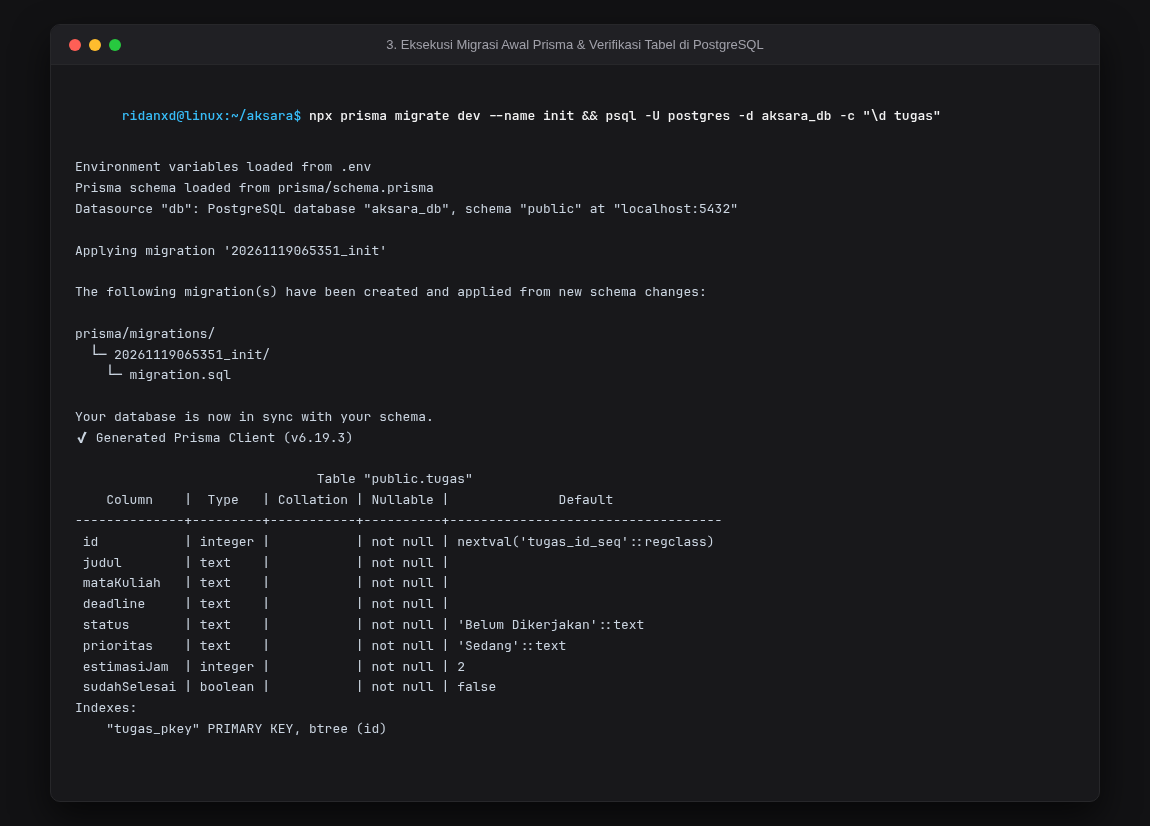 3. Eksekusi Migrasi Awal Prisma & Verifikasi Tabel di PostgreSQL
ridanxd@linux:~/aksara$ npx prisma migrate dev --name init && psql -U postgres -d aksara_db -c "\d tugas"
Environment variables loaded from .env
Prisma schema loaded from prisma/schema.prisma
Datasource "db": PostgreSQL database "aksara_db", schema "public" at "localhost:5432"
Applying migration '20261119065351_init'
The following migration(s) have been created and applied from new schema changes:
prisma/migrations/
  └─ 20261119065351_init/
    └─ migration.sql
Your database is now in sync with your schema.
✔ Generated Prisma Client (v6.19.3)
                               Table "public.tugas"
    Column    |  Type   | Collation | Nullable |              Default
--------------+---------+-----------+----------+-----------------------------------
 id           | integer |           | not null | nextval('tugas_id_seq'::regclass)
 judul        | text    |           | not null |
 mataKuliah   | text    |           | not null |
 deadline     | text    |           | not null |
 status       | text    |           | not null | 'Belum Dikerjakan'::text
 prioritas    | text    |           | not null | 'Sedang'::text
 estimasiJam  | integer |           | not null | 2
 sudahSelesai | boolean |           | not null | false
Indexes:
    "tugas_pkey" PRIMARY KEY, btree (id)